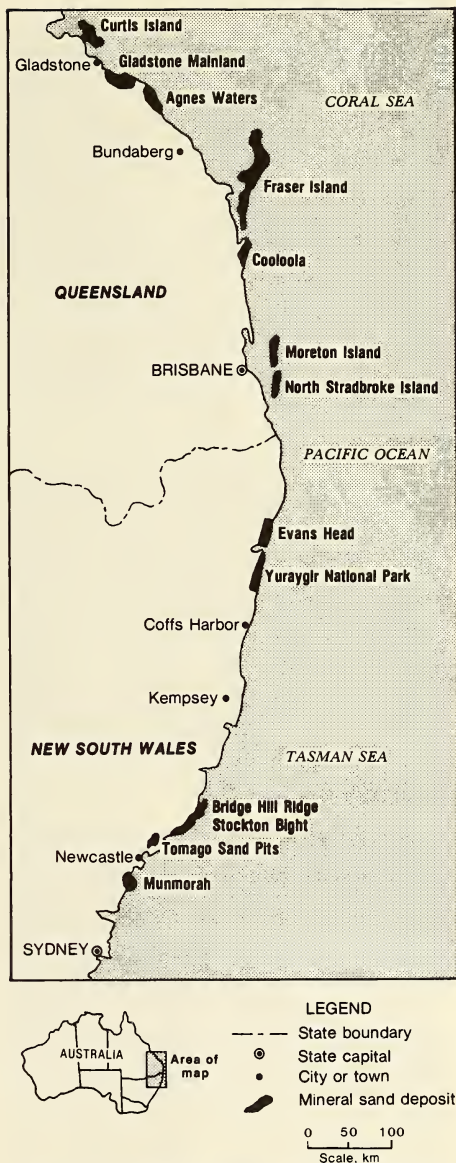 Curtis Island
Gladstone
Gladstone Mainland
Agnes Waters
CORAL SEA
Bundaberg
Fraser Island
Cooloola
QUEENSLAND
Moreton Island
BRISBANE
North Stradbroke Island
PACIFIC OCEAN
Evans Head
Yuraygir National Park
Coffs Harbor
Kempsey
NEW SOUTH WALES
TASMAN SEA
Bridge Hill Ridge
Stockton Bight
Tomago Sand Pits
Newcastle
Munmorah
SYDNEY
LEGEND
State boundary
State capital
City or town
Mineral sand deposit
AUSTRALIA
Area of
map
0 50 100
Scale, km